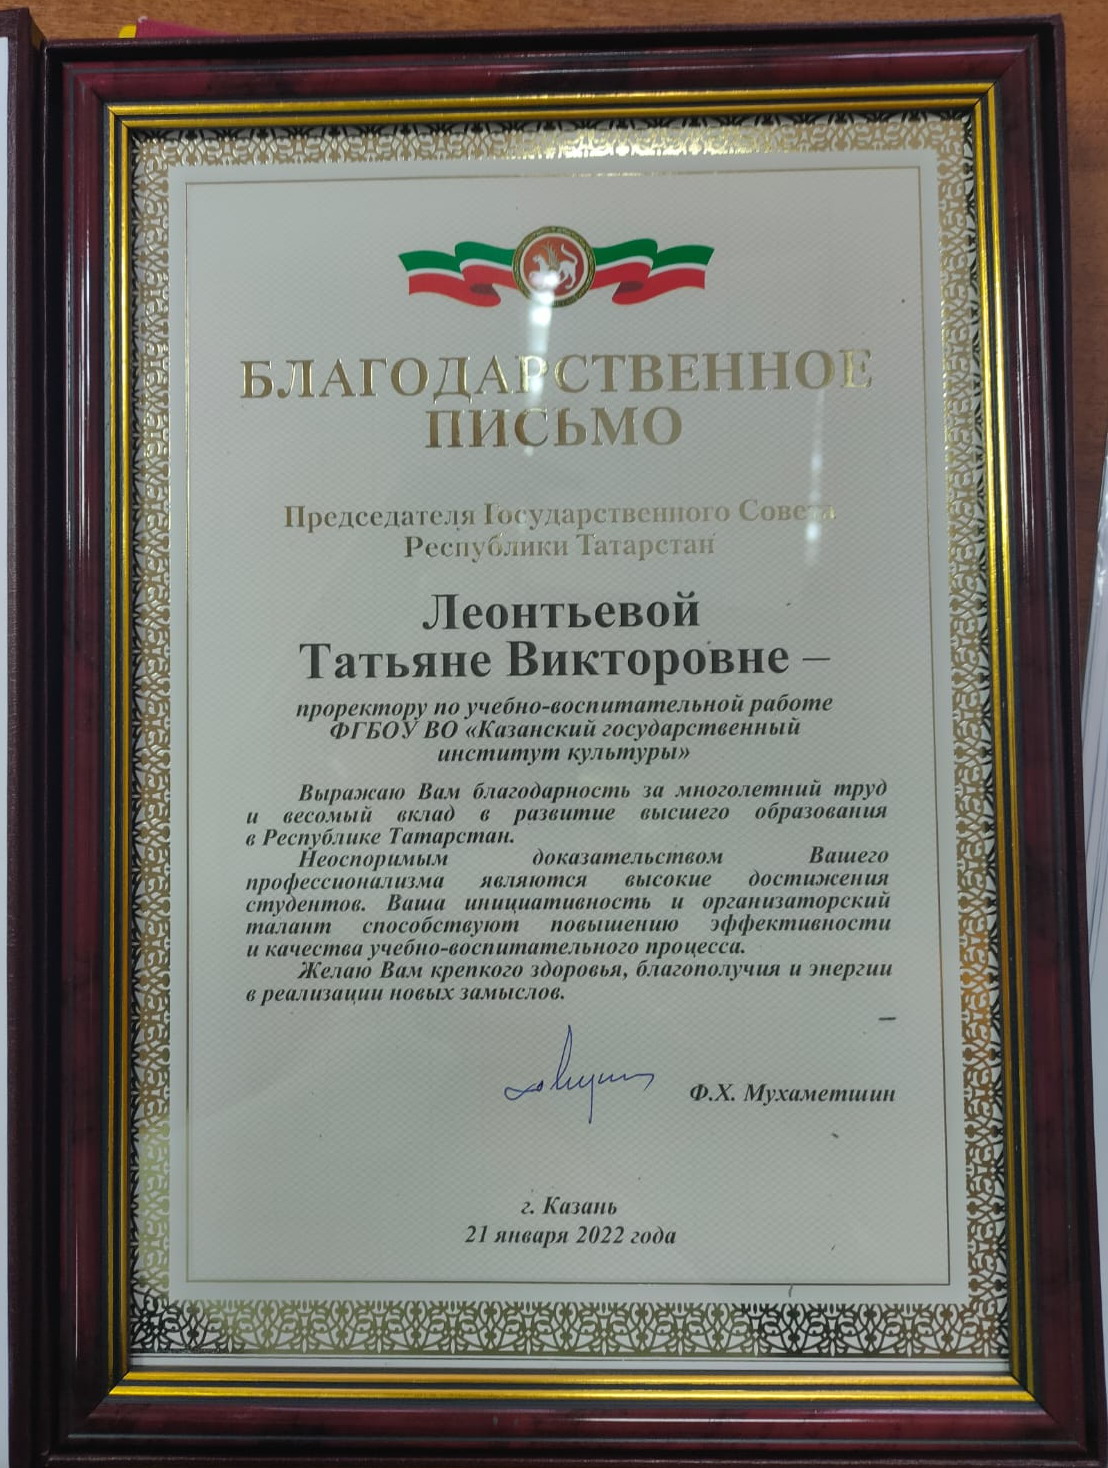 БЛАГОДАРСТВЕННОЕ
ПИСЬМО
Председателя Государственного Совета
Республики Татарстан
Леонтьевой
Татьяне Викторовне –
проректору по учебно-воспитательной работе
ФГБОУ ВО «Казанский государственный
институт культуры»
Выражаю Вам благодарность за многолетний труд
и весомый вклад в развитие высшего образования
в Республике Татарстан.
Неоспоримым доказательством Вашего
профессионализма являются высокие достижения
студентов. Ваша инициативность и организаторский
талант способствуют повышению эффективности
и качества учебно-воспитательного процесса.
Желаю Вам крепкого здоровья, благополучия и энергии
в реализации новых замыслов.
Ф.Х. Мухаметшин
г. Казань
21 января 2022 года